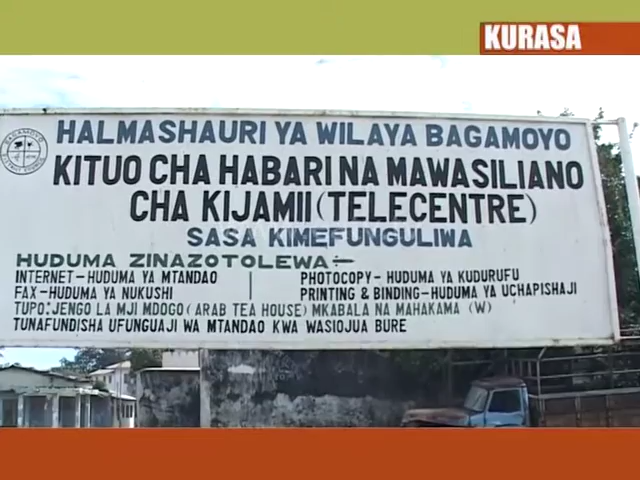 KURASA
HALMASHAURI YA WILAYA BAGAMOYO
KITUO CHA HABARI NA MAWASILIANO
CHA KIJAMII (TELECENTRE)
SASA KIMEFUNGULIWA
HUDUMA ZINAZOTOLEWA:-
INTERNET-HUDUMA YA MTANDAO
FAX-HUDUMA YA NUKUSHI
PHOTOCOPY-HUDUMA YA KUDURUFU
PRINTING & BINDING-HUDUMA YA UCHAPISHAJI
TUPO:JENGO LA MJI MDOGO (ARAB TEA HOUSE) MKABALA NA MAHAKAMA (W)
TUNAFUNDISHA UFUNGUAJI WA MTANDAO KWA WASIOJUA BURE